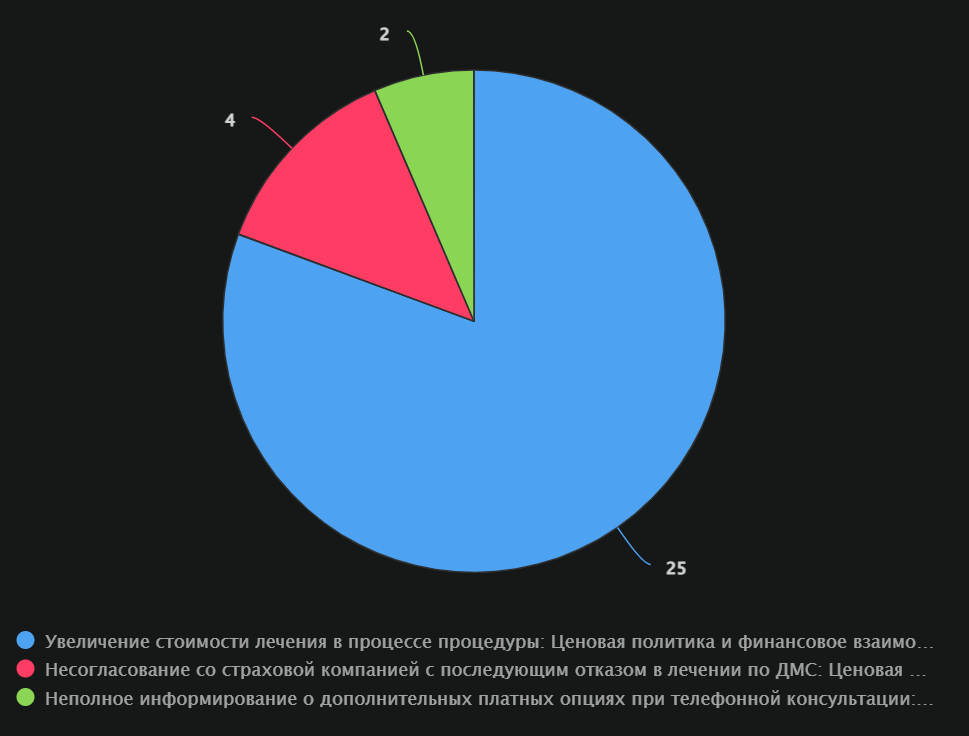 2
4
25
Увеличение стоимости лечения в процессе процедуры: Ценовая политика и финансовое взаимо...
Несогласование со страховой компанией с последующим отказом в лечении по ДМС: Ценовая ...
Неполное информирование о дополнительных платных опциях при телефонной консультации:...